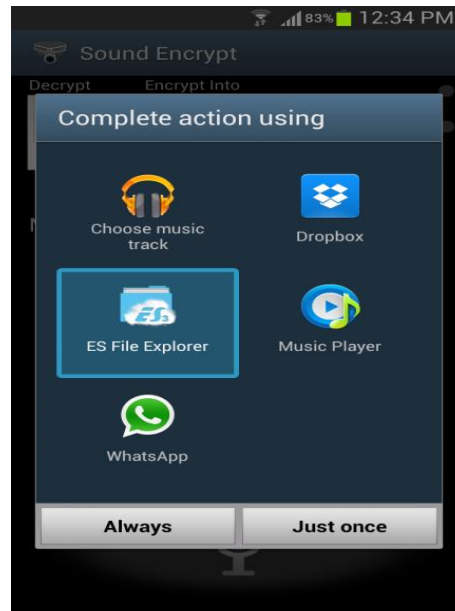 83% 12:34 PM
Sound Encrypt
Decrypt Encrypt Into
Complete action using
Choose music
track
Dropbox
ES File Explorer
Music Player
WhatsApp
Always Just once